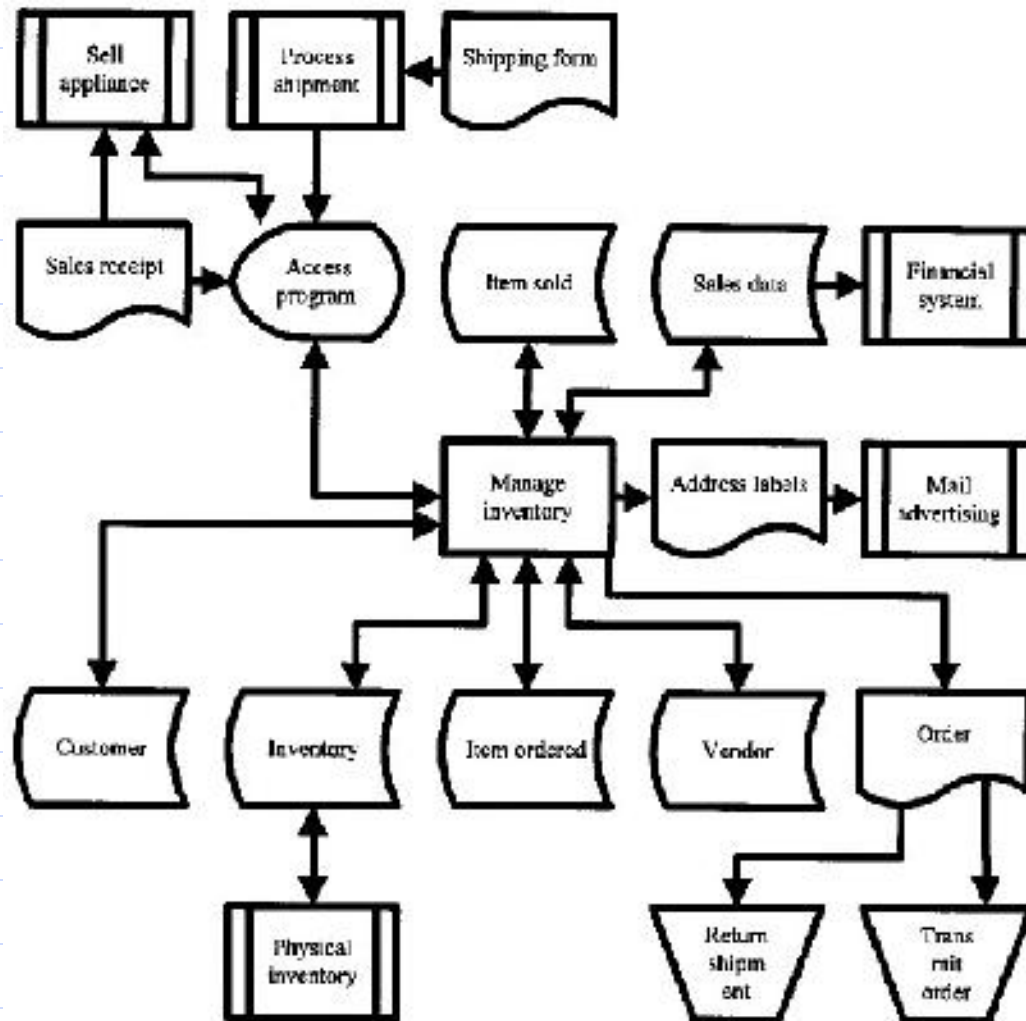 Sell
appliance
Process
shipment
Shipping form
Sales receipt
Access
program
Item sold
Sales data
Financial
system
Manage
inventory
Address labels
Mail
advertising
Customer
Inventory
Item ordered
Vendor
Order
Physical
inventory
Return
shipm
ent
Trans
mit
order